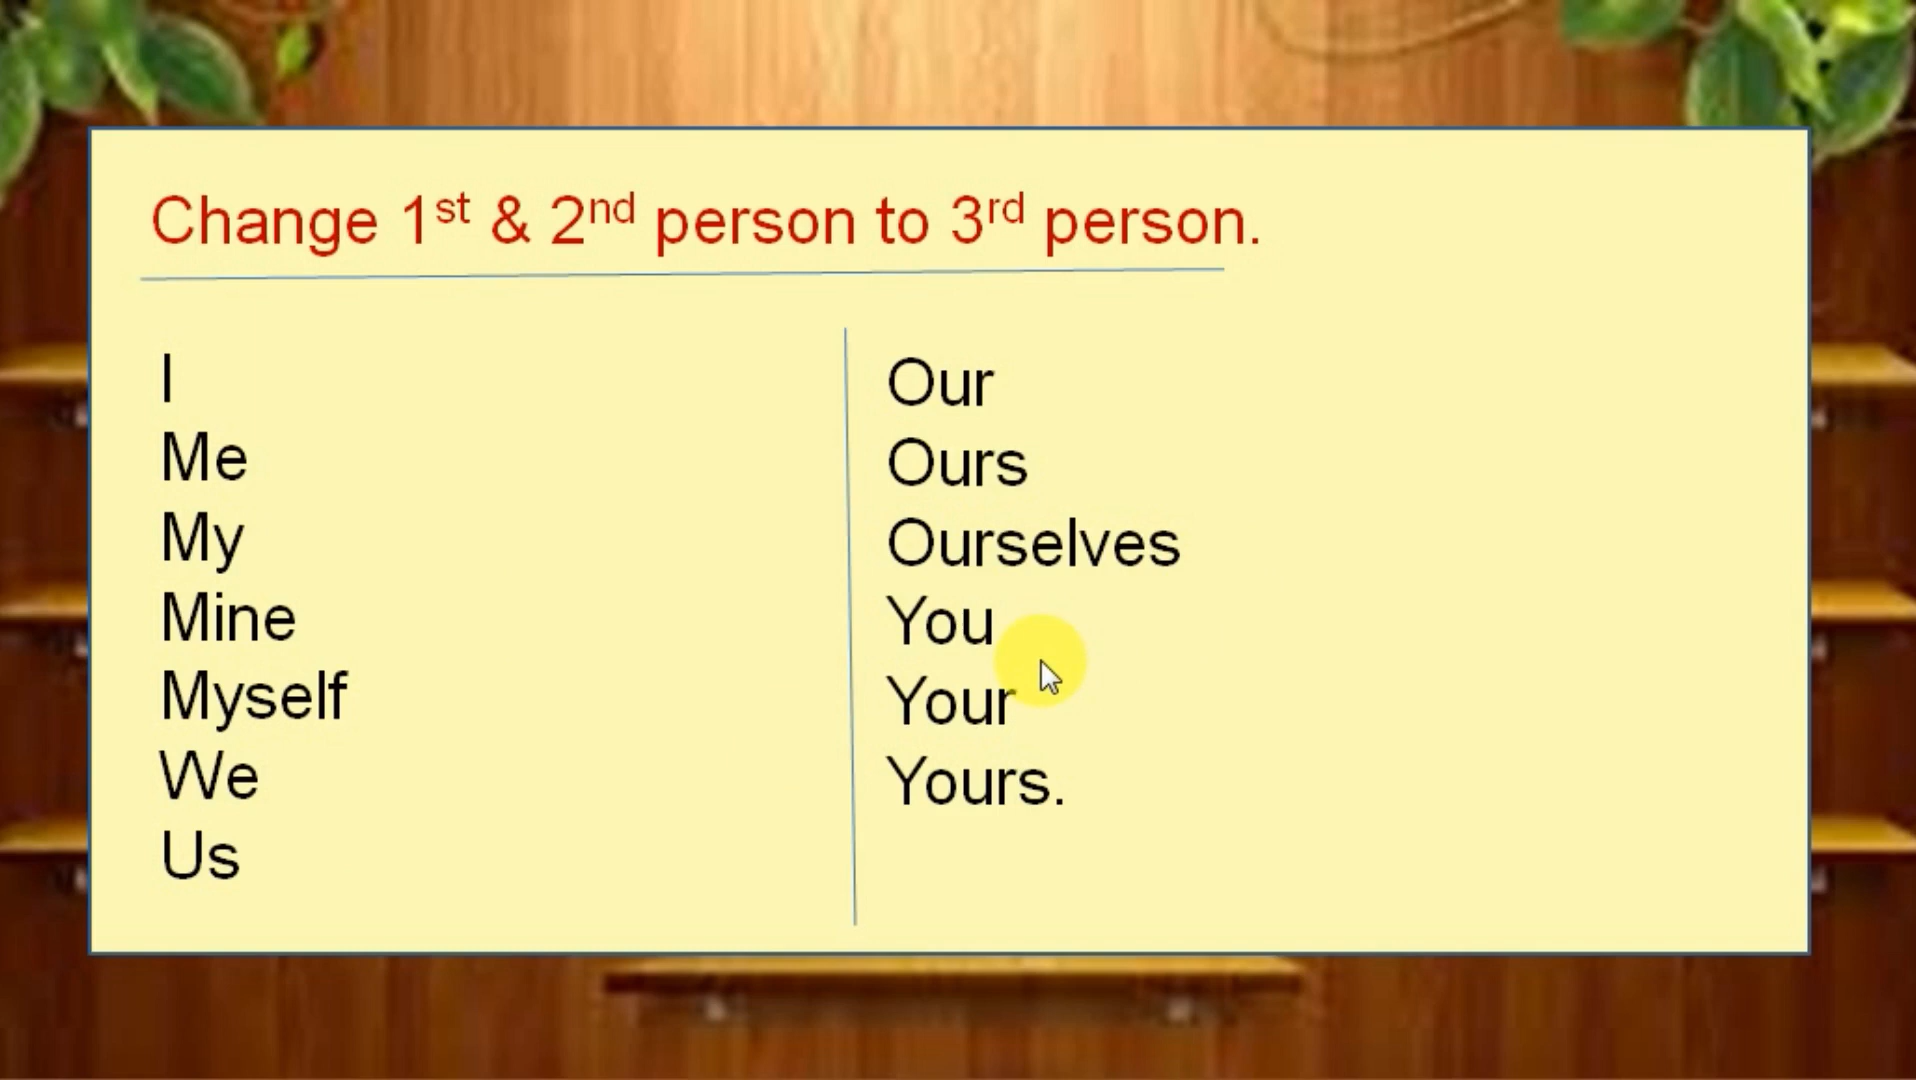 Change 1st & 2nd person to 3rd person.
I
Me
My
Mine
Myself
We
Us
Our
Ours
Ourselves
You
Your
Yours.